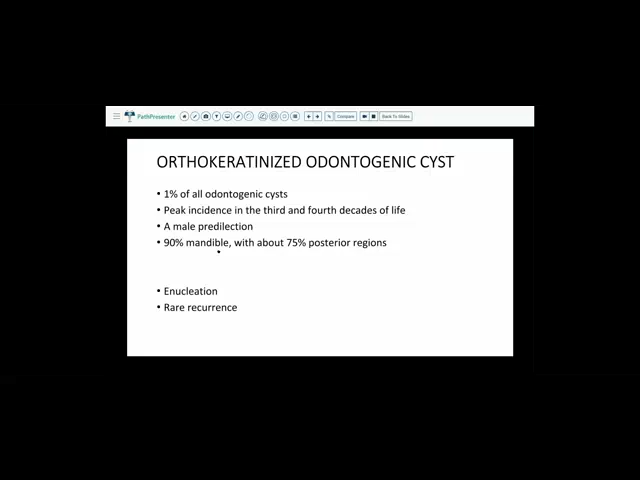 PathPresenter
Compare
Back To Slides
ORTHOKERATINIZED ODONTOGENIC CYST
• 1% of all odontogenic cysts
• Peak incidence in the third and fourth decades of life
• A male predilection
• 90% mandible, with about 75% posterior regions
• Enucleation
• Rare recurrence